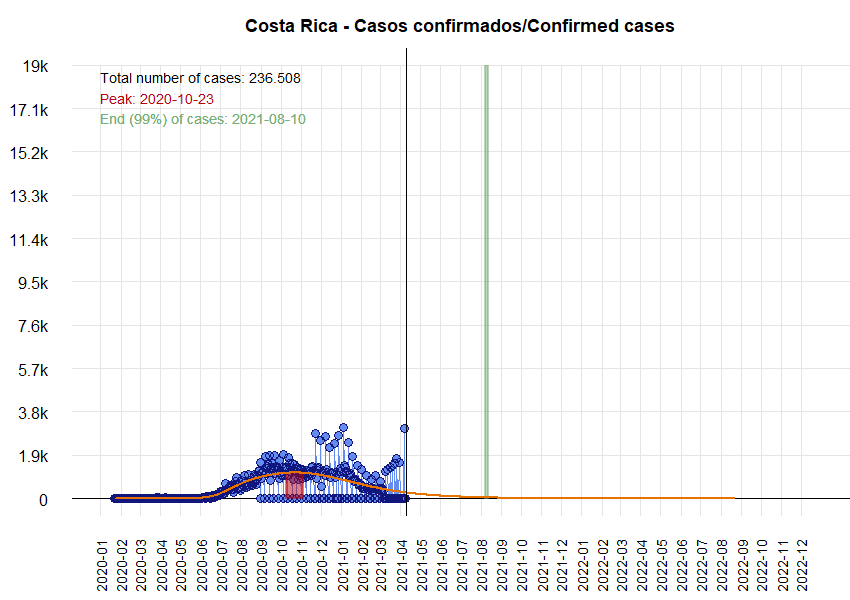 Costa Rica - Casos confirmados/Confirmed cases
19k
17.1k
15.2k
13.3k
11.4k
9.5k
7.6k
5.7k
3.8k
1.9k
0
Total number of cases: 236.508
Peak: 2020-10-23
End (99%) of cases: 2021-08-10
2020-01
2020-02
2020-03
2020-04
2020-05
2020-06
2020-07
2020-08
2020-09
2020-10
2020-11
2020-12
2021-01
2021-02
2021-03
2021-04
2021-05
2021-06
2021-07
2021-08
2021-09
2021-10
2021-11
2021-12
2022-01
2022-02
2022-03
2022-04
2022-05
2022-06
2022-07
2022-08
2022-09
2022-10
2022-11
2022-12